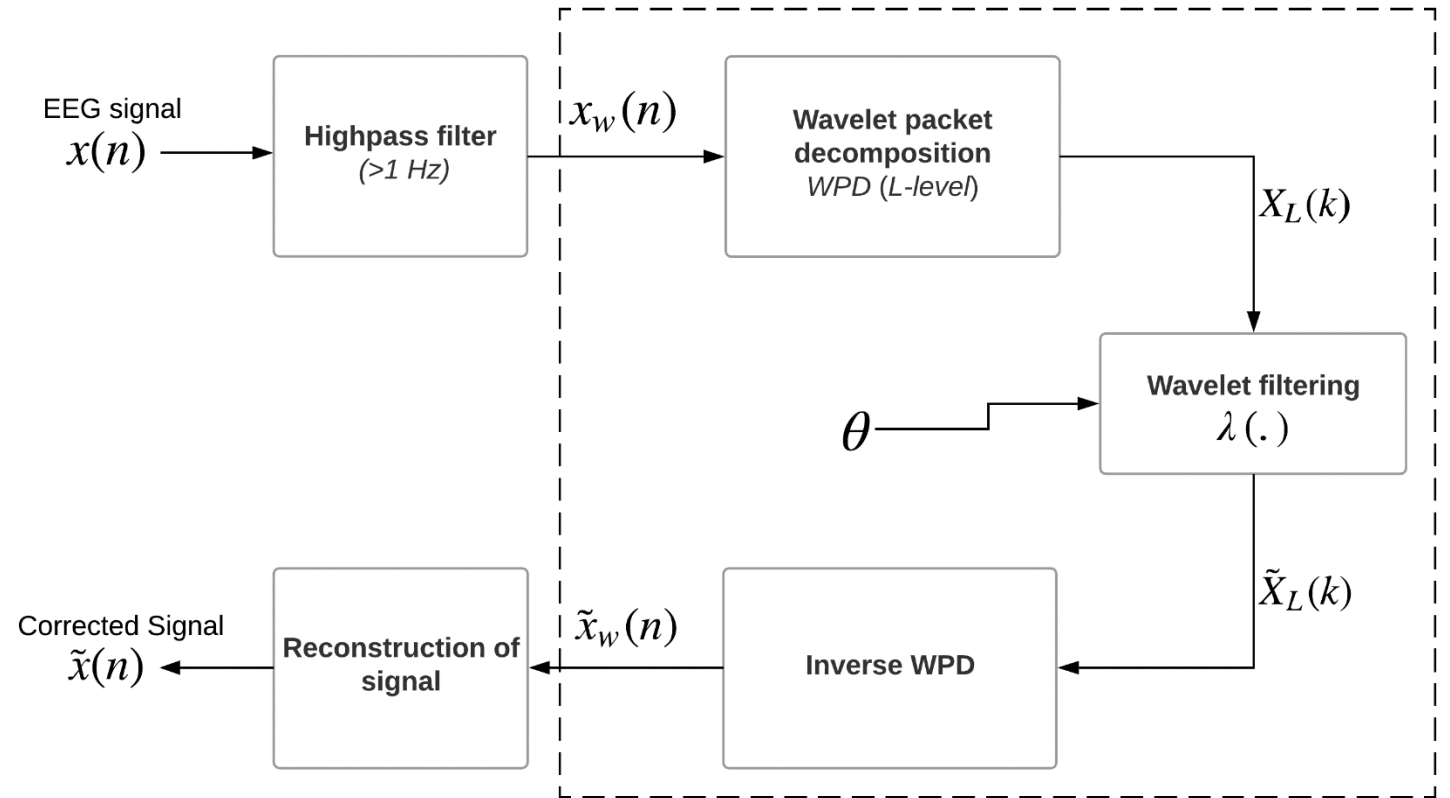 EEG signal
x(n)
Highpass filter
(>1 Hz)
x_w(n)
Wavelet packet
decomposition
WPD (L-level)
X_L(k)
Wavelet filtering
λ(.)
θ
X̃_L(k)
Corrected Signal
x̃(n)
Reconstruction of
signal
x̃_w(n)
Inverse WPD